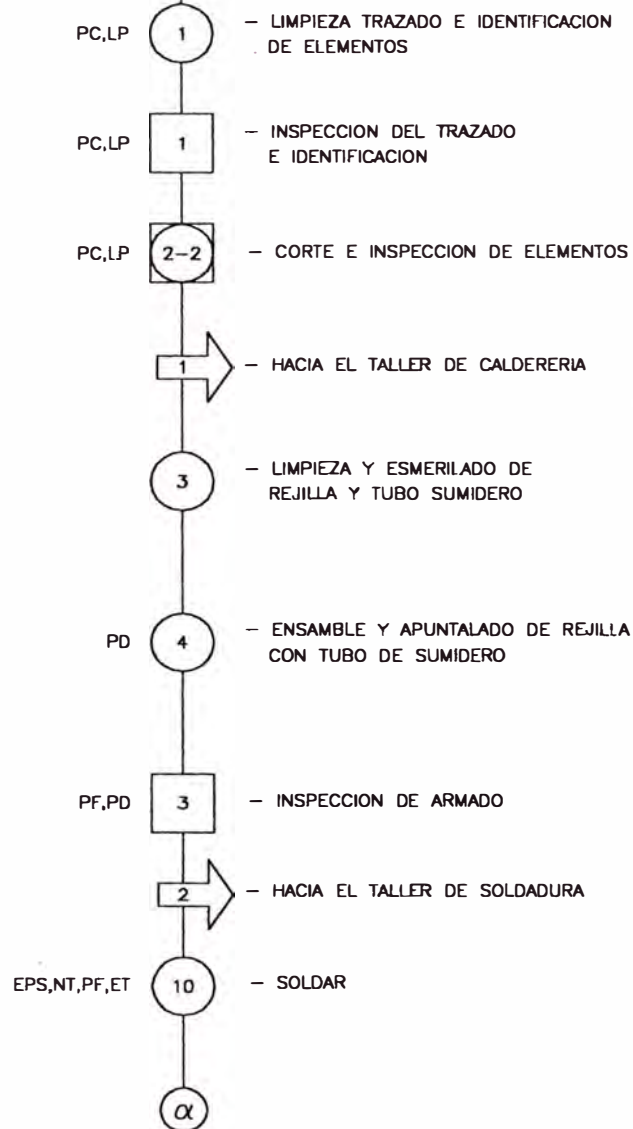 PC,LP 1 – LIMPIEZA TRAZADO E IDENTIFICACION
DE ELEMENTOS
PC,LP 1 – INSPECCION DEL TRAZADO
E IDENTIFICACION
PC,LP 2–2 – CORTE E INSPECCION DE ELEMENTOS
1 – HACIA EL TALLER DE CALDERERIA
3 – LIMPIEZA Y ESMERILADO DE
REJILLA Y TUBO SUMIDERO
PD 4 – ENSAMBLE Y APUNTALADO DE REJILLA
CON TUBO DE SUMIDERO
PF,PD 3 – INSPECCION DE ARMADO
2 – HACIA EL TALLER DE SOLDADURA
EPS,NT,PF,ET 10 – SOLDAR
α